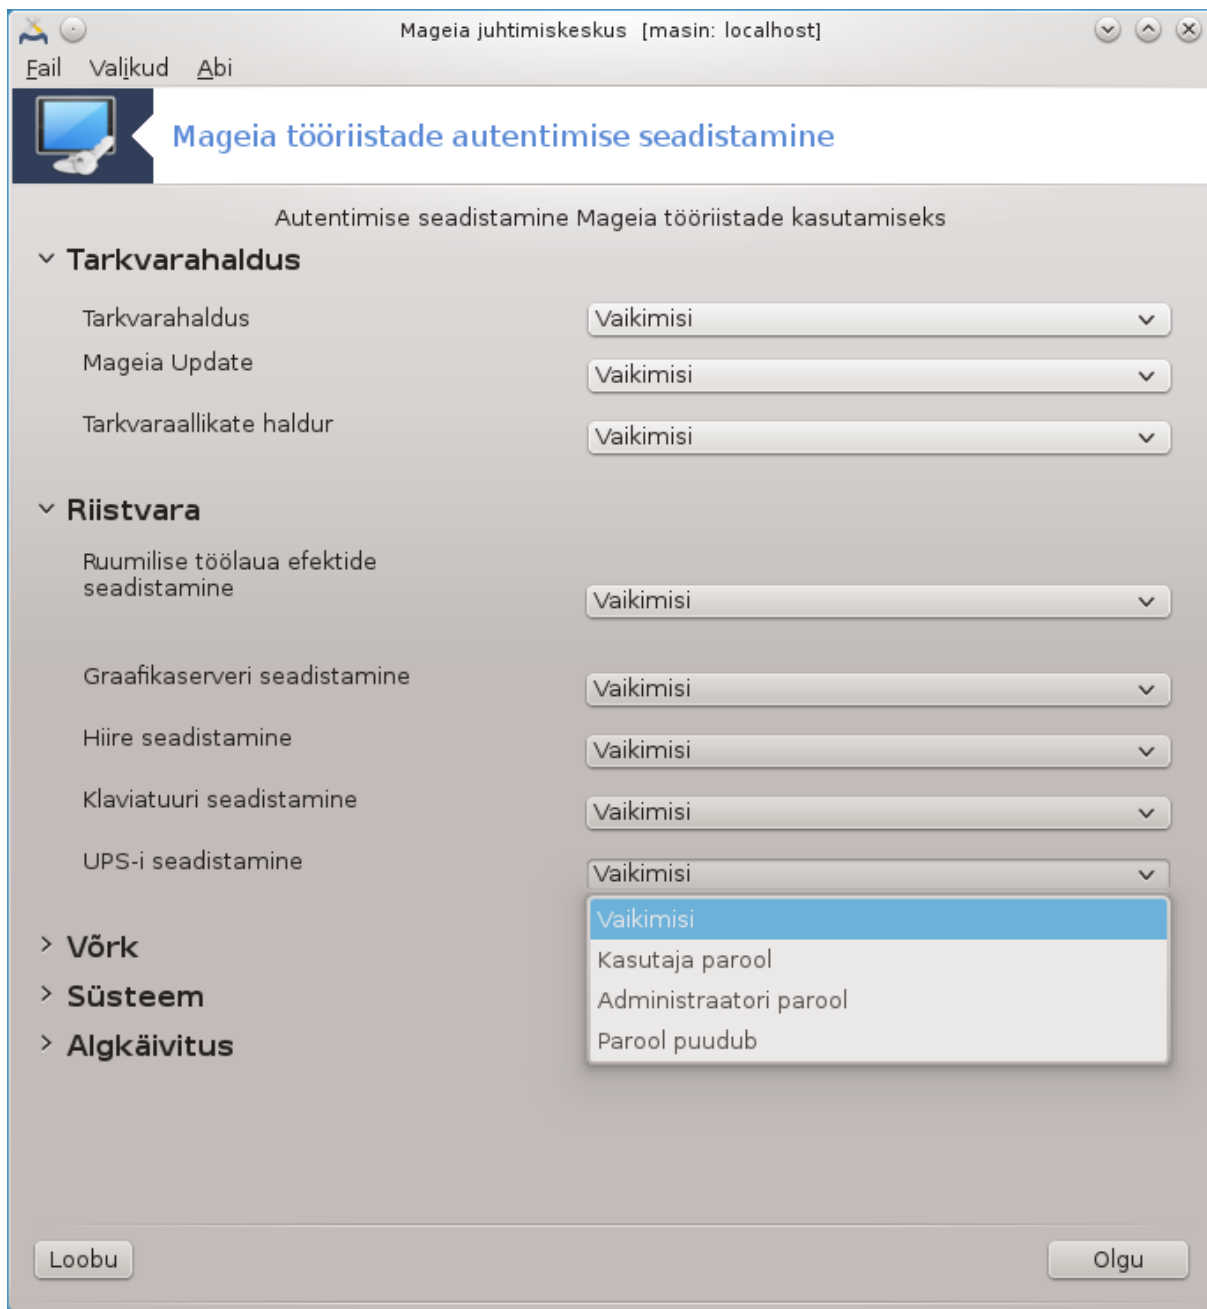 Mageia juhtimiskeskus [masin: localhost]
Fail Valikud Abi
Mageia tööriistade autentimise seadistamine
Autentimise seadistamine Mageia tööriistade kasutamiseks
Tarkvarahaldus
Tarkvarahaldus Vaikimisi
Mageia Update Vaikimisi
Tarkvaraallikate haldur Vaikimisi
Riistvara
Ruumilise töölaua efektide
seadistamine Vaikimisi
Graafikaserveri seadistamine Vaikimisi
Hiire seadistamine Vaikimisi
Klaviatuuri seadistamine Vaikimisi
UPS-i seadistamine Vaikimisi
Vaikimisi
Kasutaja parool
Administraatori parool
Parool puudub
Võrk
Süsteem
Algkäivitus
Loobu Olgu